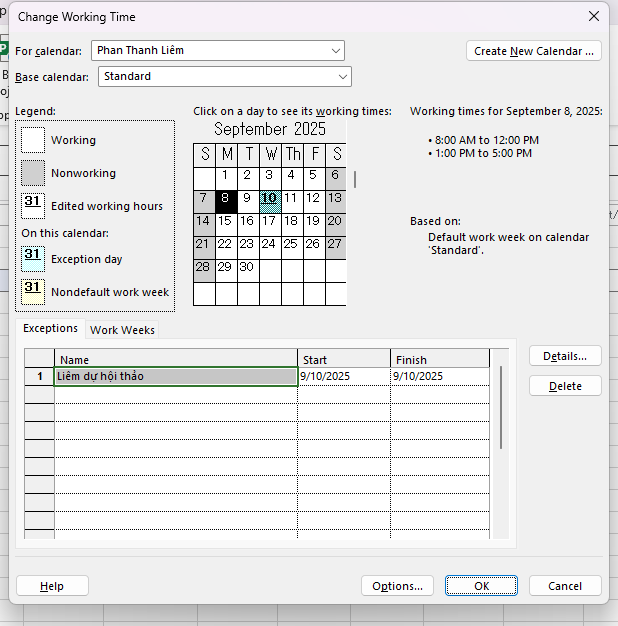 Change Working Time
For calendar: Phan Thanh Liêm
Create New Calendar ...
Base calendar: Standard
Legend:
Working
Nonworking
31 Edited working hours
On this calendar:
31 Exception day
31 Nondefault work week
Click on a day to see its working times:
September 2025
S M T W Th F S
1 2 3 4 5 6
7 8 9 10 11 12 13
14 15 16 17 18 19 20
21 22 23 24 25 26 27
28 29 30
Working times for September 8, 2025:
• 8:00 AM to 12:00 PM
• 1:00 PM to 5:00 PM
Based on:
Default work week on calendar
'Standard'.
Exceptions Work Weeks
Name Start Finish
1 Liêm dự hội thảo 9/10/2025 9/10/2025
Details...
Delete
Help
Options...
OK
Cancel